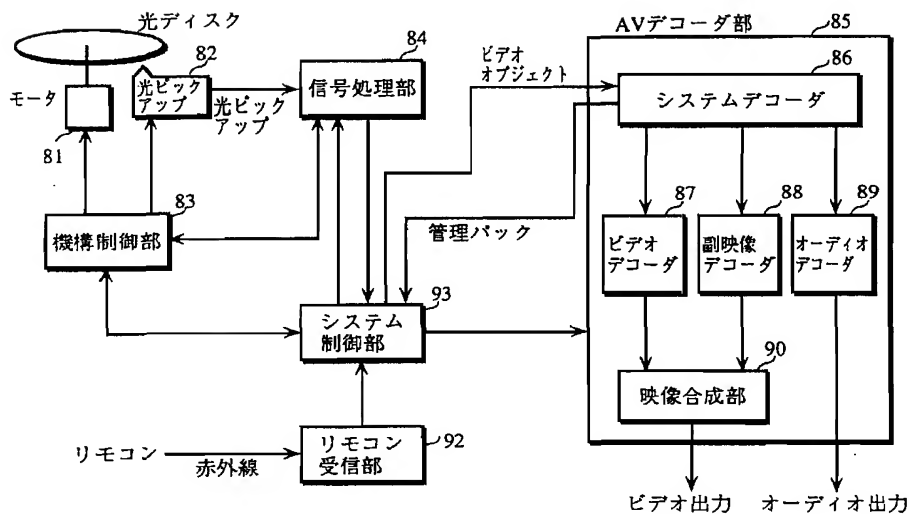 光ディスク
モータ
81
82
光ピック
アップ
光ピック
アップ
84
信号処理部
83
機構制御部
ビデオ
オブジェクト
管理パック
93
システム
制御部
リモコン
赤外線
リモコン
受信部
92
AVデコーダ部
85
86
システムデコーダ
87
ビデオ
デコーダ
88
副映像
デコーダ
89
オーディオ
デコーダ
90
映像合成部
ビデオ出力
オーディオ出力